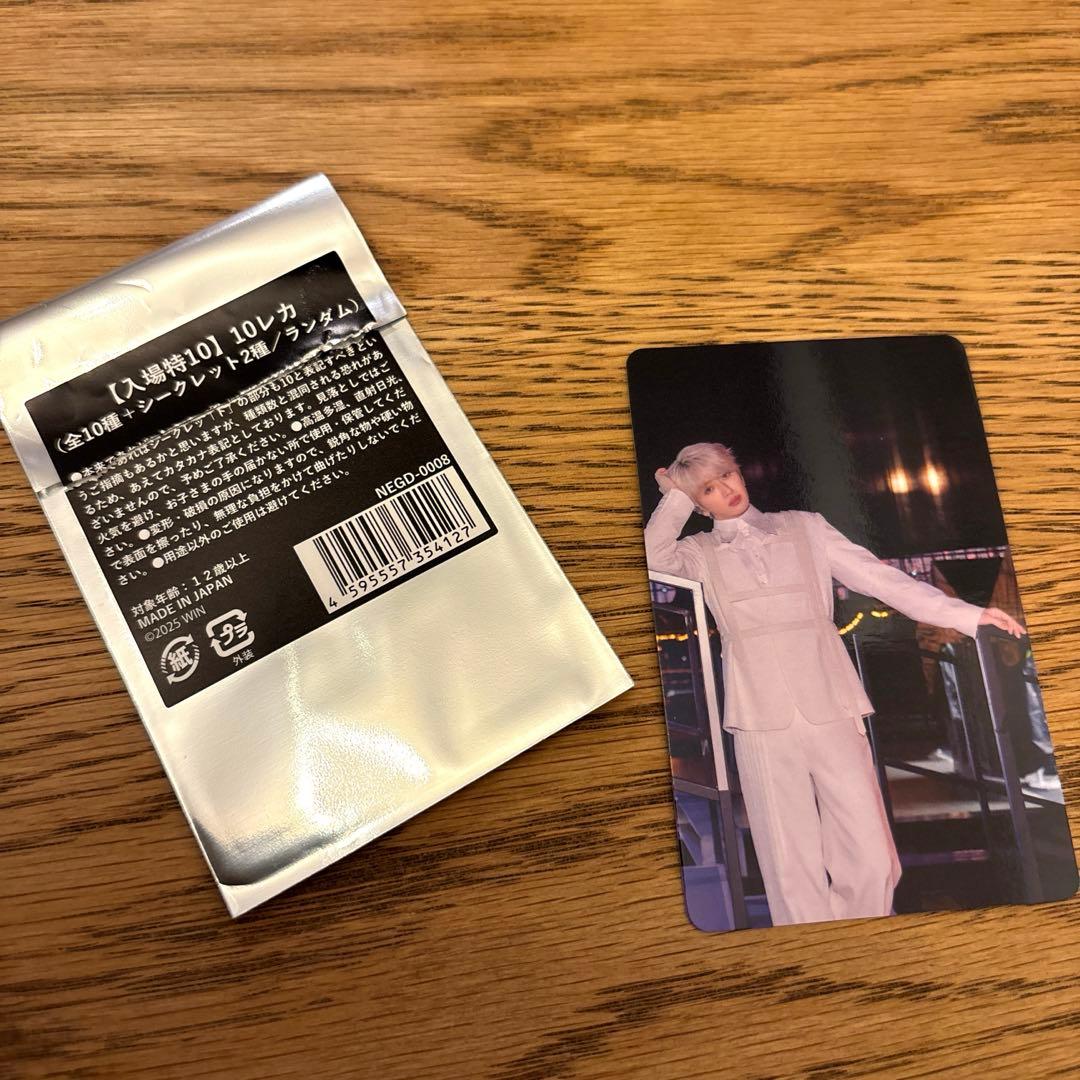 【入場特10】10レカ
（全10種＋シークレット2種／ランダム）
●本来であればシークレー「ト」の部分も10と表記すべきとい
うご指摘もあるかと思いますが、種類数と混同される恐れがあ
るため、あえてカタカナ表記としております。見落としてはご
ざいませんので、予めご了承ください。●高温多湿、直射日光、
火気を避け、お子さまの手の届かない所で使用・保管してくだ
さい。●変形・破損の原因になりますので、鋭角な物や硬い物
で表面を擦ったり、無理な負担をかけて曲げたりしないでくだ
さい。●用途以外のご使用は避けてください。
NEGD-0008
4 595557 354127
対象年齢：12歳以上
MADE IN JAPAN
©2025 WIN
紙
プラ
外装